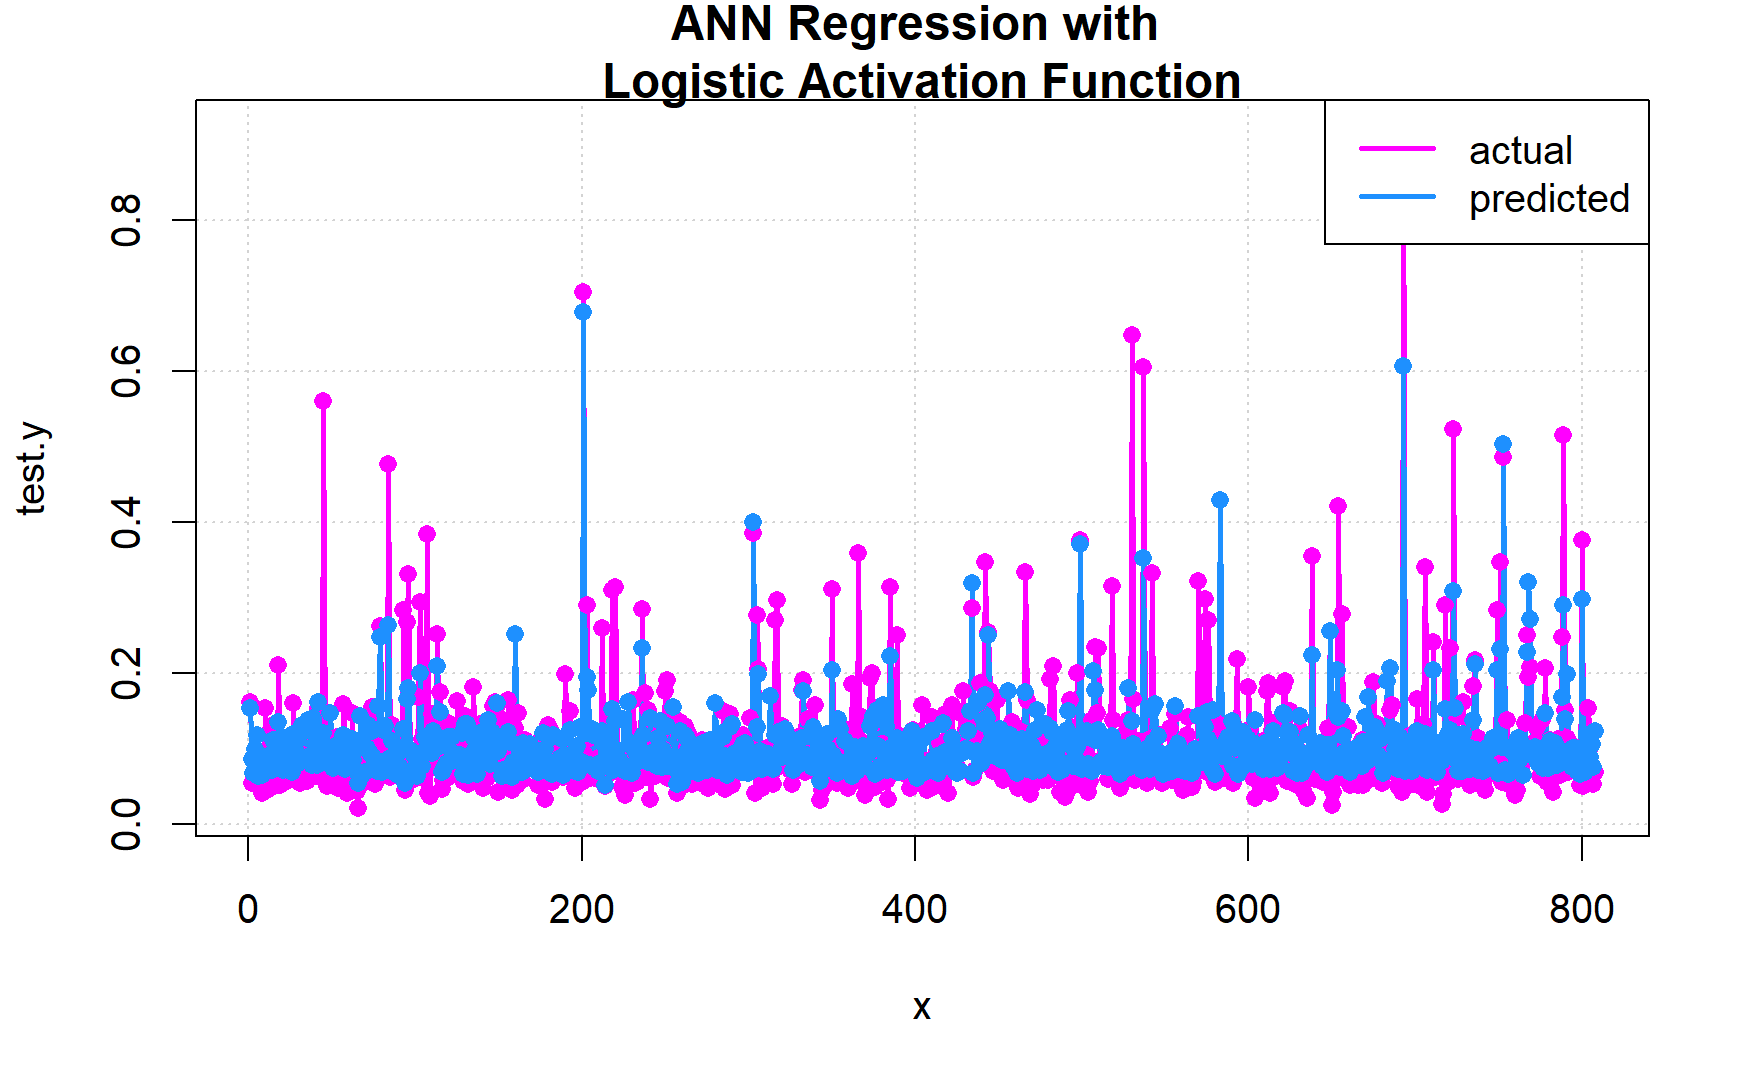 ANN Regression with
Logistic Activation Function
actual
predicted
test.y
0.8
0.6
0.4
0.2
0.0
0 200 400 600 800
x